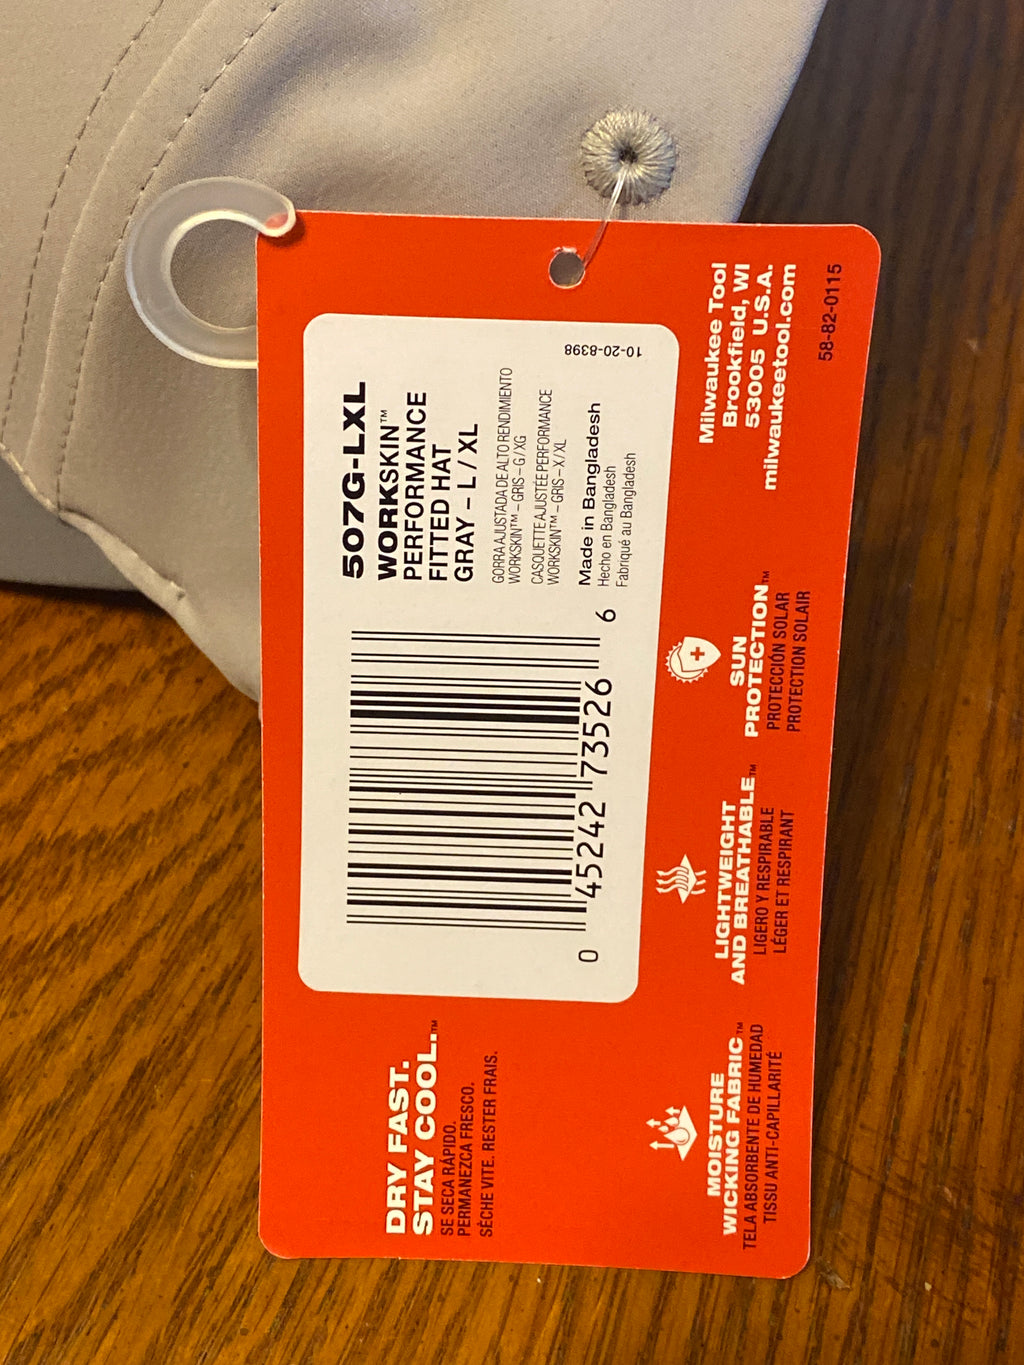 507G-LXL
WORKSKIN™
PERFORMANCE
FITTED HAT
GRAY – L / XL
GORRA AJUSTADA DE ALTO RENDIMIENTO
WORKSKIN™ – GRIS – G / XG
CASQUETTE AJUSTÉE PERFORMANCE
WORKSKIN™ – GRIS – X / XL
Made in Bangladesh
Hecho en Bangladesh
Fabriqué au Bangladesh
10-20-8398
0 45242 73526 6
DRY FAST.
STAY COOL.™
SE SECA RÁPIDO.
PERMANEZCA FRESCO.
SÈCHE VITE. RESTER FRAIS.
MOISTURE
WICKING FABRIC™
TELA ABSORBENTE DE HUMEDAD
TISSU ANTI-CAPILLARITÉ
LIGHTWEIGHT
AND BREATHABLE™
LIGERO Y RESPIRABLE
LÉGER ET RESPIRANT
SUN
PROTECTION™
PROTECCIÓN SOLAR
PROTECTION SOLAIR
Milwaukee Tool
Brookfield, WI
53005 U.S.A.
milwaukeetool.com
58-82-0115